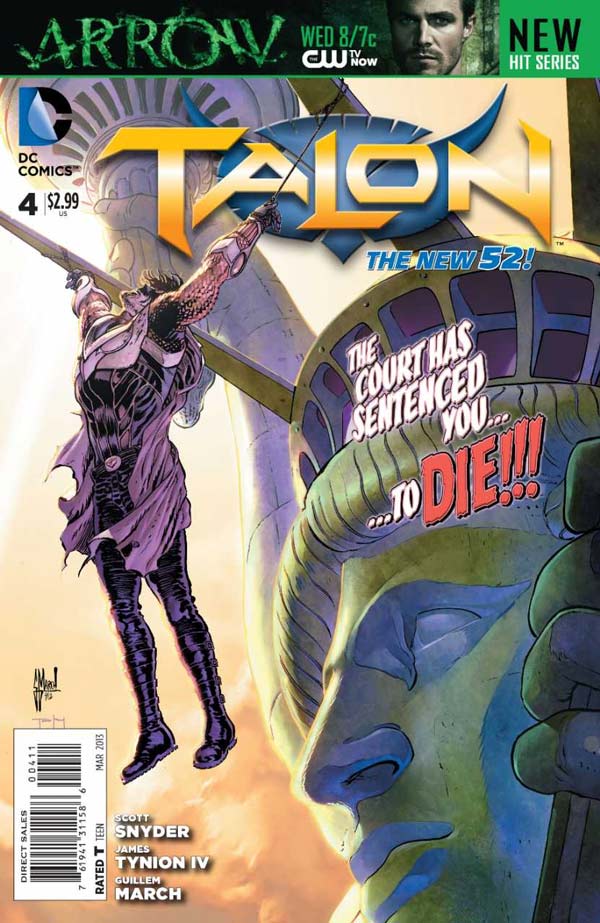 ARROW
WED 8/7c
THE CW TV NOW
NEW
HIT SERIES
DC COMICS™
4 $2.99
US
TALON™
THE NEW 52!
THE
COURT HAS
SENTENCED
YOU...
...TO DIE!!!
MAR 2013
00411
DIRECT SALES
7 61941 31158 6
RATED T TEEN
SCOTT
SNYDER
JAMES
TYNION IV
GUILLEM
MARCH